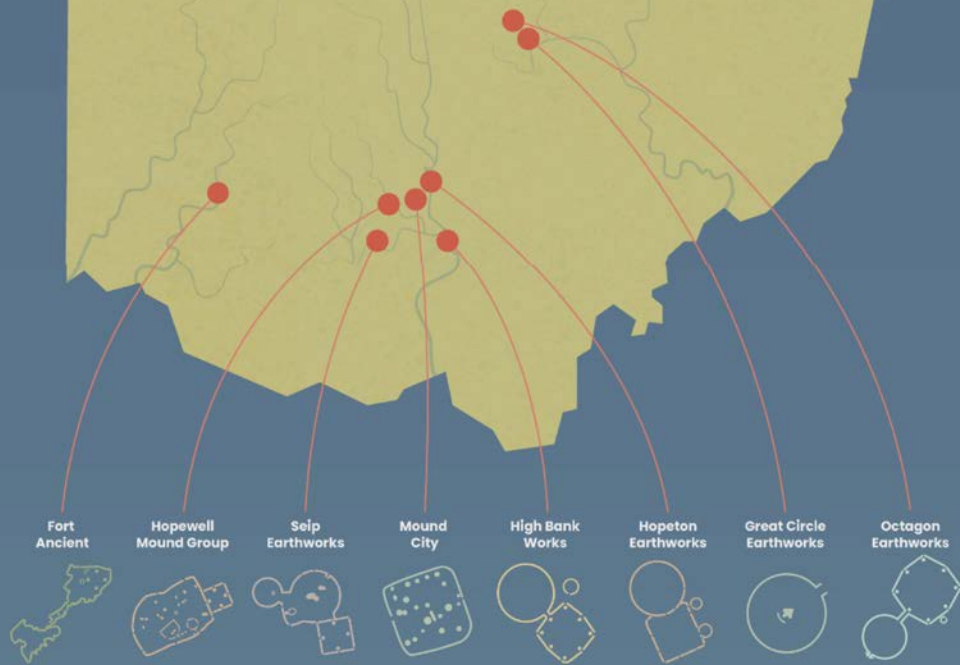 Fort
Ancient
Hopewell
Mound Group
Seip
Earthworks
Mound
City
High Bank
Works
Hopeton
Earthworks
Great Circle
Earthworks
Octagon
Earthworks